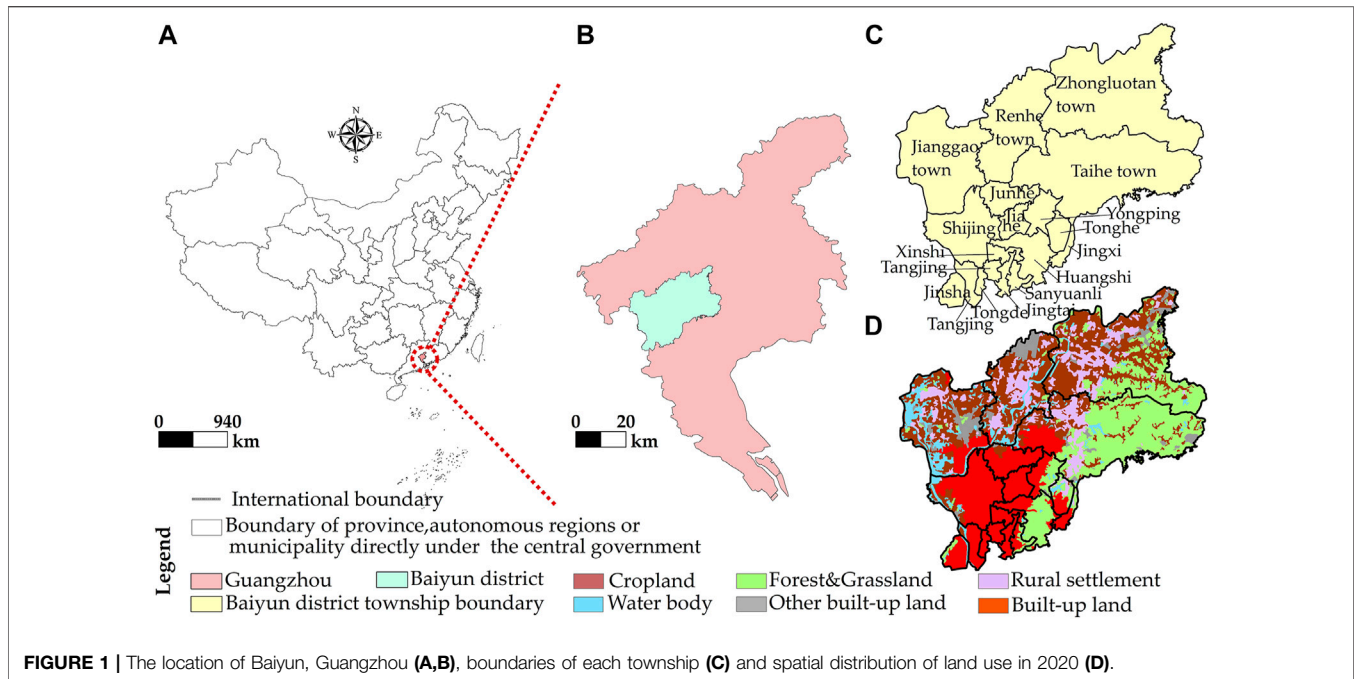 A
B
C
N
W E
S
0 940
km
0 20
km
Zhongluotan
town
Renhe
town
Jianggao
town
Taihe town
Junhe
Jia
he
Yongping
Tonghe
Shijing
Jingxi
Xinshi
Tangjing
Huangshi
Jinsha
Sanyuanli
Tongde
Jingtai
Tangjing
D
Legend
International boundary
Boundary of province,autonomous regions or
municipality directly under the central government
Guangzhou Baiyun district Cropland Forest&Grassland Rural settlement
Baiyun district township boundary Water body Other built-up land Built-up land
FIGURE 1 | The location of Baiyun, Guangzhou (A,B), boundaries of each township (C) and spatial distribution of land use in 2020 (D).